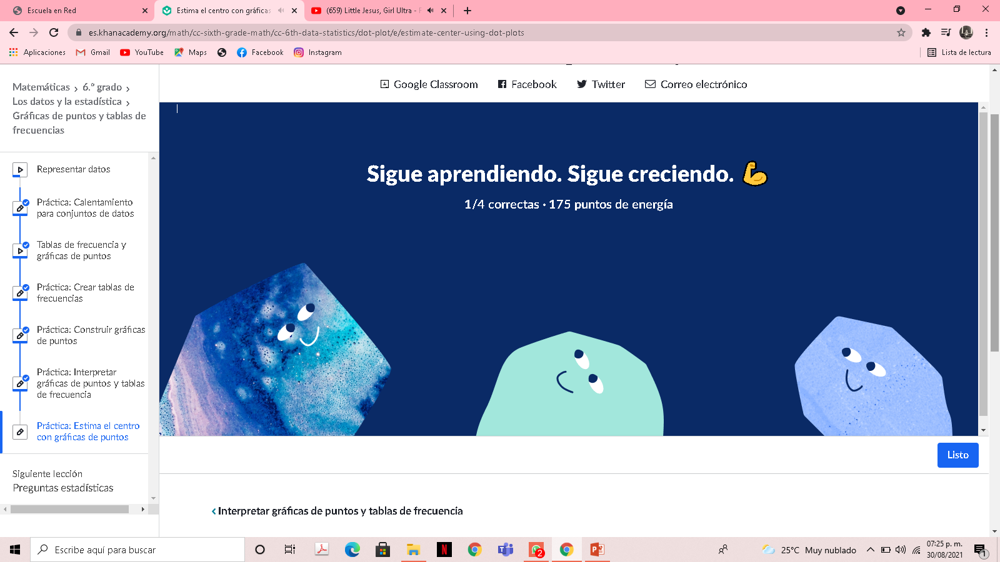 Escuela en Red
Estima el centro con gráficas
(659) Little Jesus, Girl Ultra -
es.khanacademy.org/math/cc-sixth-grade-math/cc-6th-data-statistics/dot-plot/e/estimate-center-using-dot-plots
Aplicaciones
Gmail
YouTube
Maps
Facebook
Instagram
Lista de lectura
Matemáticas › 6.º grado ›
Los datos y la estadística ›
Gráficas de puntos y tablas de
frecuencias
Representar datos
Práctica: Calentamiento
para conjuntos de datos
Tablas de frecuencia y
gráficas de puntos
Práctica: Crear tablas de
frecuencias
Práctica: Construir gráficas
de puntos
Práctica: Interpretar
gráficas de puntos y tablas
de frecuencia
Práctica: Estima el centro
con gráficas de puntos
Siguiente lección
Preguntas estadísticas
Google Classroom
Facebook
Twitter
Correo electrónico
Sigue aprendiendo. Sigue creciendo. 💪
1/4 correctas · 175 puntos de energía
Listo
‹ Interpretar gráficas de puntos y tablas de frecuencia
Escribe aquí para buscar
2
25°C Muy nublado
07:25 p. m.
30/08/2021
1